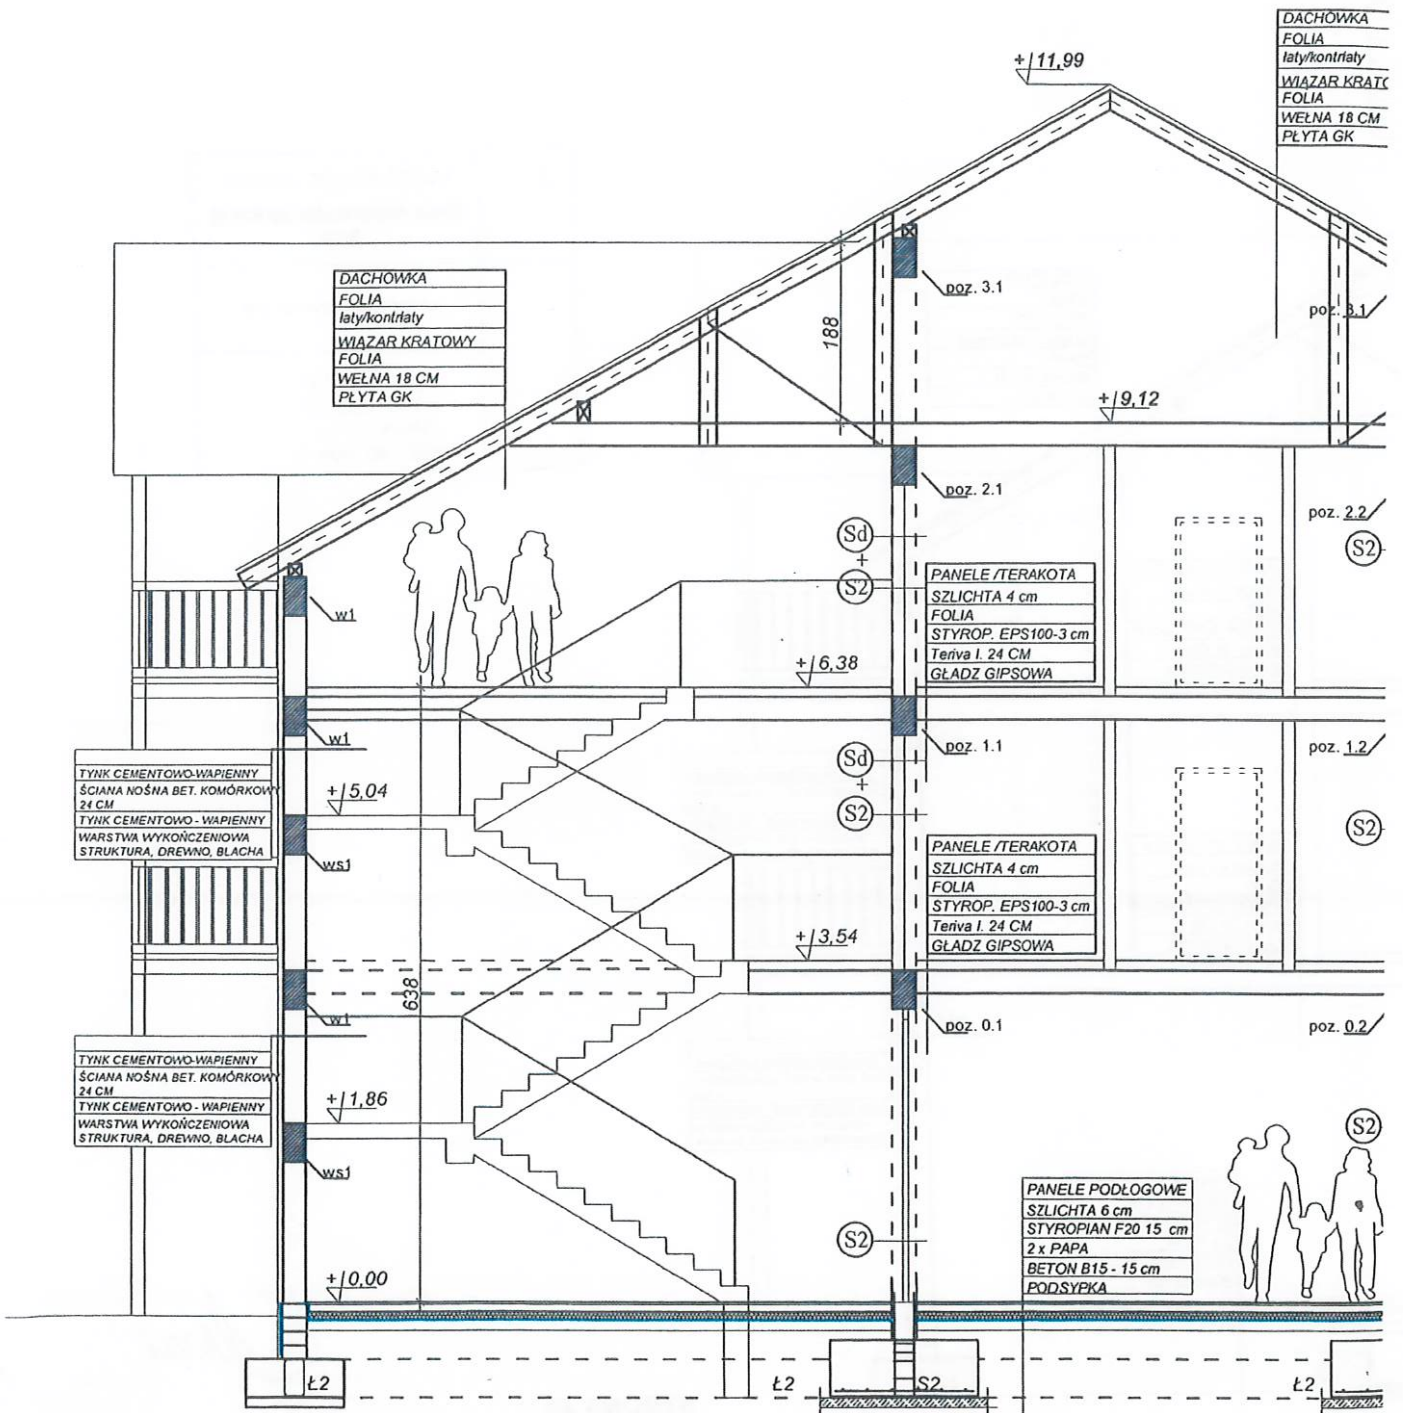 +11,99
DACHÓWKA
FOLIA
łaty/kontrłaty
WIĄZAR KRATO
FOLIA
WEŁNA 18 CM
PŁYTA GK
DACHOWKA
FOLIA
łaty/kontrłaty
WIĄZAR KRATOWY
FOLIA
WEŁNA 18 CM
PŁYTA GK
poz. 3.1
poz. 3.1
188
+9,12
poz. 2.1
poz. 2.2
Sd
+
S2
S2
PANELE /TERAKOTA
SZLICHTA 4 cm
FOLIA
STYROP. EPS100-3 cm
Teriva I. 24 CM
GŁADZ GIPSOWA
w1
+6,38
w1
poz. 1.1
poz. 1.2
TYNK CEMENTOWO-WAPIENNY
ŚCIANA NOŚNA BET. KOMÓRKOWY
24 CM
TYNK CEMENTOWO - WAPIENNY
WARSTWA WYKOŃCZENIOWA
STRUKTURA, DREWNO, BLACHA
+5,04
Sd
+
S2
S2
ws1
PANELE /TERAKOTA
SZLICHTA 4 cm
FOLIA
STYROP. EPS100-3 cm
Teriva I. 24 CM
GŁADZ GIPSOWA
+3,54
638
w1
poz. 0.1
poz. 0.2
TYNK CEMENTOWO-WAPIENNY
ŚCIANA NOŚNA BET. KOMÓRKOWY
24 CM
TYNK CEMENTOWO - WAPIENNY
WARSTWA WYKOŃCZENIOWA
STRUKTURA, DREWNO, BLACHA
+1,86
ws1
S2
S2
PANELE PODŁOGOWE
SZLICHTA 6 cm
STYROPIAN F20 15 cm
2 x PAPA
BETON B15 - 15 cm
PODSYPKA
+0,00
Ł2
Ł2
S2
Ł2